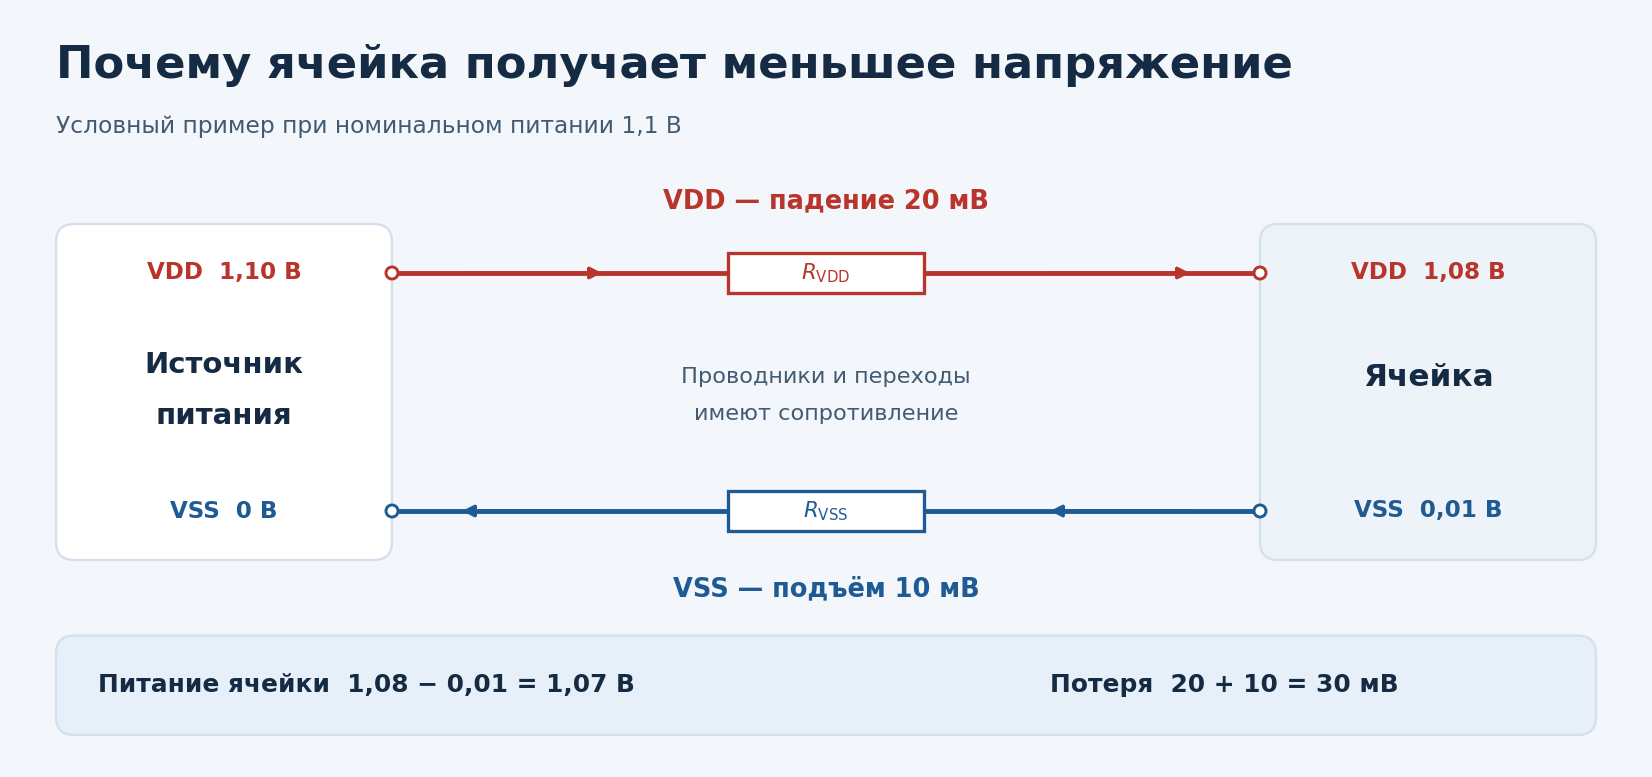 Почему ячейка получает меньшее напряжение
Условный пример при номинальном питании 1,1 В
VDD — падение 20 мВ
VDD 1,10 В
R_VDD
VDD 1,08 В
Источник
питания
Проводники и переходы
имеют сопротивление
Ячейка
VSS 0 В
R_VSS
VSS 0,01 В
VSS — подъём 10 мВ
Питание ячейки 1,08 − 0,01 = 1,07 В
Потеря 20 + 10 = 30 мВ